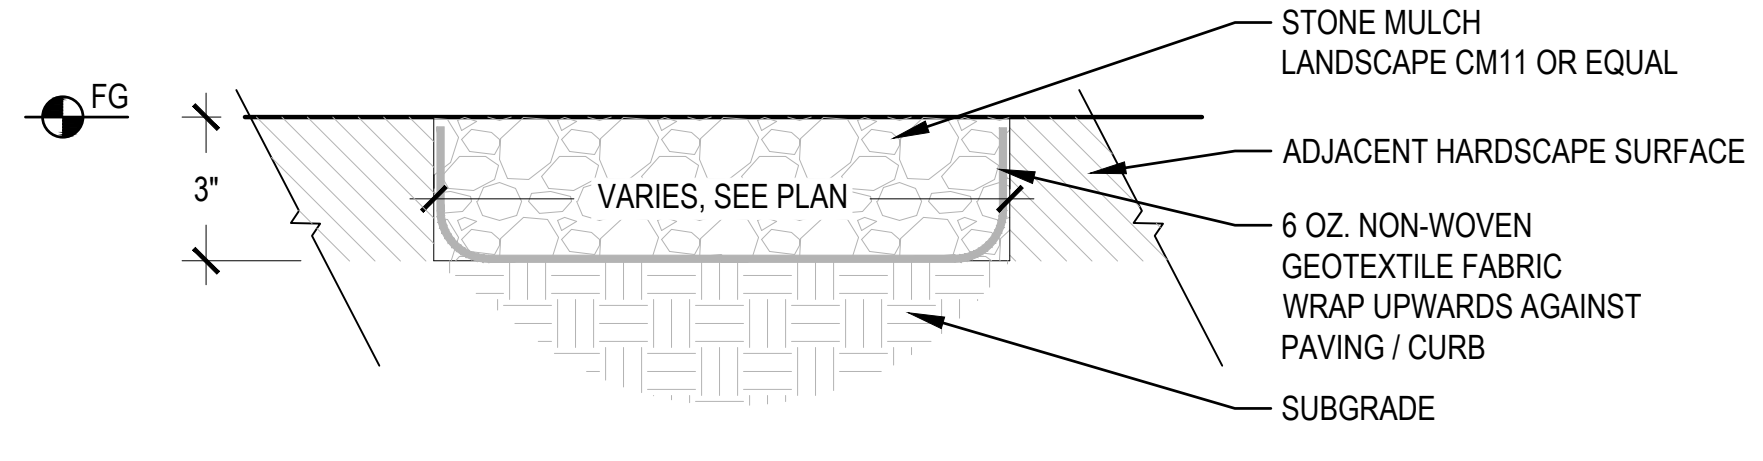 STONE MULCH
LANDSCAPE CM11 OR EQUAL
FG
ADJACENT HARDSCAPE SURFACE
3"
VARIES, SEE PLAN
6 OZ. NON-WOVEN
GEOTEXTILE FABRIC
WRAP UPWARDS AGAINST
PAVING / CURB
SUBGRADE